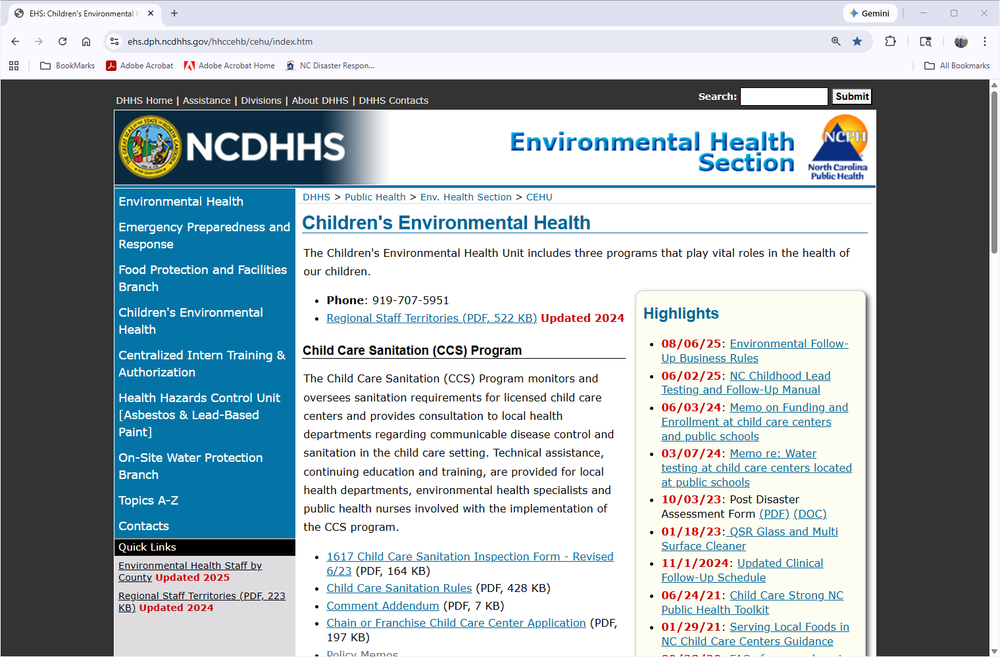 EHS: Children's Environmental H
Gemini
ehs.dph.ncdhhs.gov/hhccehb/cehu/index.htm
BookMarks
Adobe Acrobat
Adobe Acrobat Home
NC Disaster Respon...
All Bookmarks
DHHS Home | Assistance | Divisions | About DHHS | DHHS Contacts
Search:
Submit
NCDHHS
Environmental Health
Section
NCPH
North Carolina
Public Health
Environmental Health
Emergency Preparedness and
Response
Food Protection and Facilities
Branch
Children's Environmental
Health
Centralized Intern Training &
Authorization
Health Hazards Control Unit
[Asbestos & Lead-Based
Paint]
On-Site Water Protection
Branch
Topics A-Z
Contacts
Quick Links
Environmental Health Staff by
County Updated 2025
Regional Staff Territories (PDF, 223
KB) Updated 2024
DHHS > Public Health > Env. Health Section > CEHU
Children's Environmental Health
The Children's Environmental Health Unit includes three programs that play vital roles in the health of
our children.
• Phone: 919-707-5951
• Regional Staff Territories (PDF, 522 KB) Updated 2024
Child Care Sanitation (CCS) Program
The Child Care Sanitation (CCS) Program monitors and
oversees sanitation requirements for licensed child care
centers and provides consultation to local health
departments regarding communicable disease control and
sanitation in the child care setting. Technical assistance,
continuing education and training, are provided for local
health departments, environmental health specialists and
public health nurses involved with the implementation of
the CCS program.
• 1617 Child Care Sanitation Inspection Form - Revised
6/23 (PDF, 164 KB)
• Child Care Sanitation Rules (PDF, 428 KB)
• Comment Addendum (PDF, 7 KB)
• Chain or Franchise Child Care Center Application (PDF,
197 KB)
• Policy Memos
Highlights
• 08/06/25: Environmental Follow-
Up Business Rules
• 06/02/25: NC Childhood Lead
Testing and Follow-Up Manual
• 06/03/24: Memo on Funding and
Enrollment at child care centers
and public schools
• 03/07/24: Memo re: Water
testing at child care centers located
at public schools
• 10/03/23: Post Disaster
Assessment Form (PDF) (DOC)
• 01/18/23: QSR Glass and Multi
Surface Cleaner
• 11/1/2024: Updated Clinical
Follow-Up Schedule
• 06/24/21: Child Care Strong NC
Public Health Toolkit
• 01/29/21: Serving Local Foods in
NC Child Care Centers Guidance